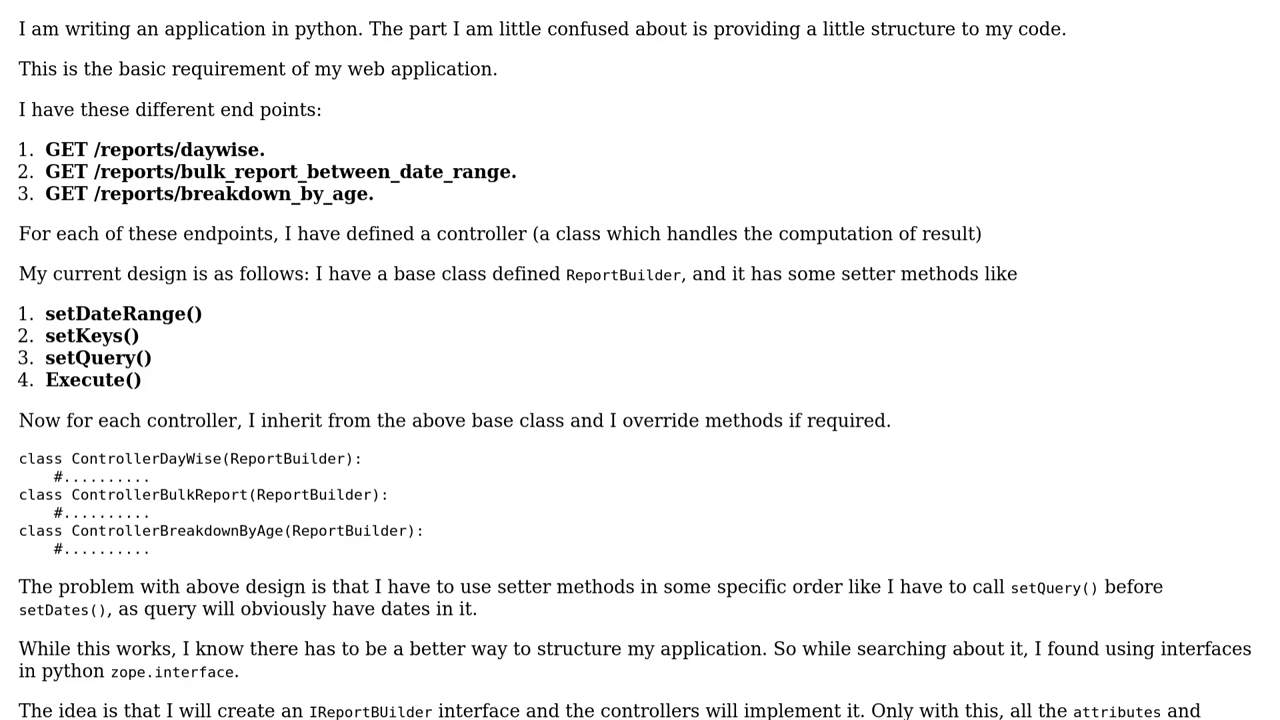 I am writing an application in python. The part I am little confused about is providing a little structure to my code.
This is the basic requirement of my web application.
I have these different end points:
1. GET /reports/daywise.
2. GET /reports/bulk_report_between_date_range.
3. GET /reports/breakdown_by_age.
For each of these endpoints, I have defined a controller (a class which handles the computation of result)
My current design is as follows: I have a base class defined ReportBuilder, and it has some setter methods like
1. setDateRange()
2. setKeys()
3. setQuery()
4. Execute()
Now for each controller, I inherit from the above base class and I override methods if required.
class ControllerDayWise(ReportBuilder):
    #..........
class ControllerBulkReport(ReportBuilder):
    #..........
class ControllerBreakdownByAge(ReportBuilder):
    #..........
The problem with above design is that I have to use setter methods in some specific order like I have to call setQuery() before
setDates(), as query will obviously have dates in it.
While this works, I know there has to be a better way to structure my application. So while searching about it, I found using interfaces
in python zope.interface.
The idea is that I will create an IReportBUilder interface and the controllers will implement it. Only with this, all the attributes and